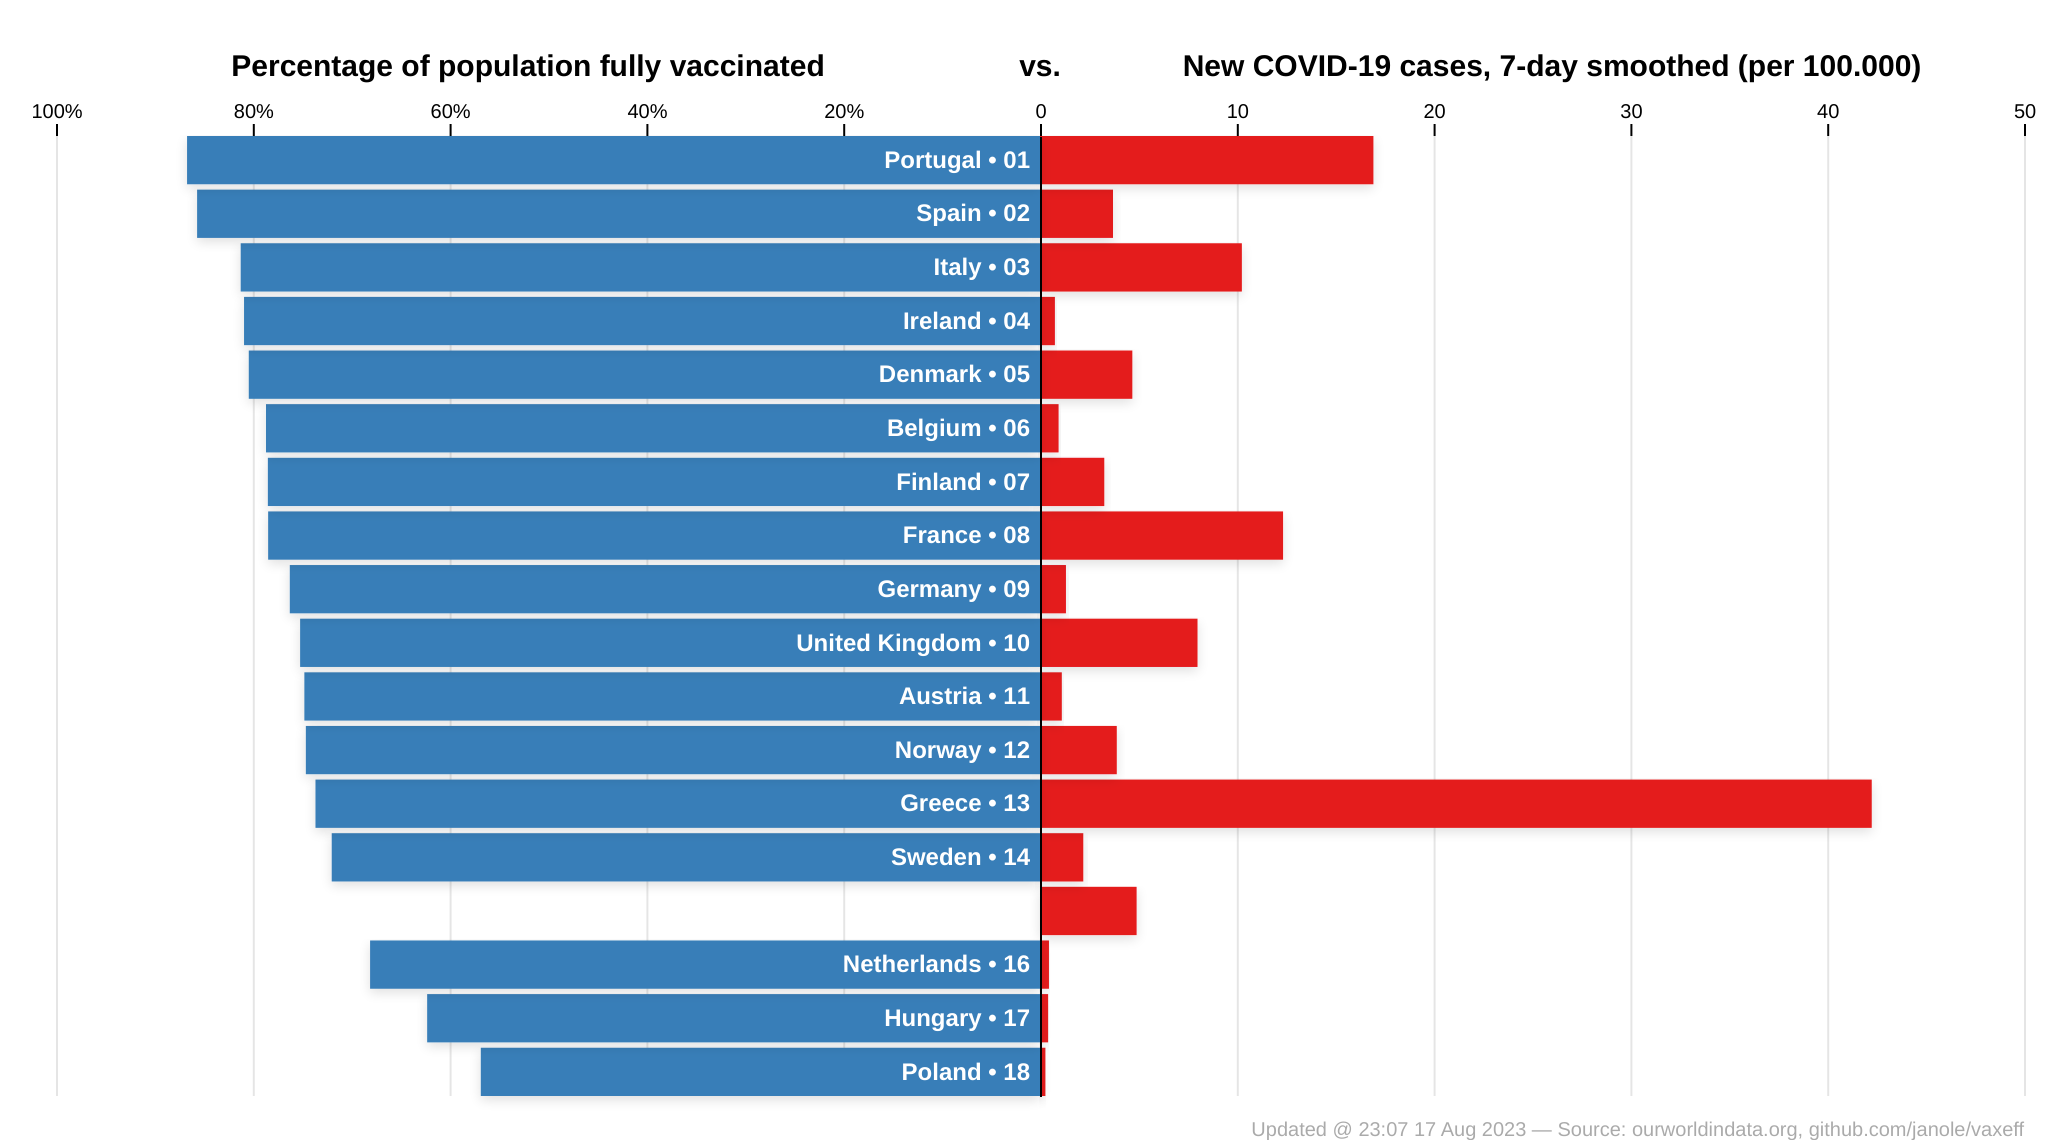 Percentage of population fully vaccinated vs. New COVID-19 cases, 7-day smoothed (per 100.000)
100% 80% 60% 40% 20% 0 10 20 30 40 50
Portugal • 01
Spain • 02
Italy • 03
Ireland • 04
Denmark • 05
Belgium • 06
Finland • 07
France • 08
Germany • 09
United Kingdom • 10
Austria • 11
Norway • 12
Greece • 13
Sweden • 14
Netherlands • 16
Hungary • 17
Poland • 18
Updated @ 23:07 17 Aug 2023 — Source: ourworldindata.org, github.com/janole/vaxeff